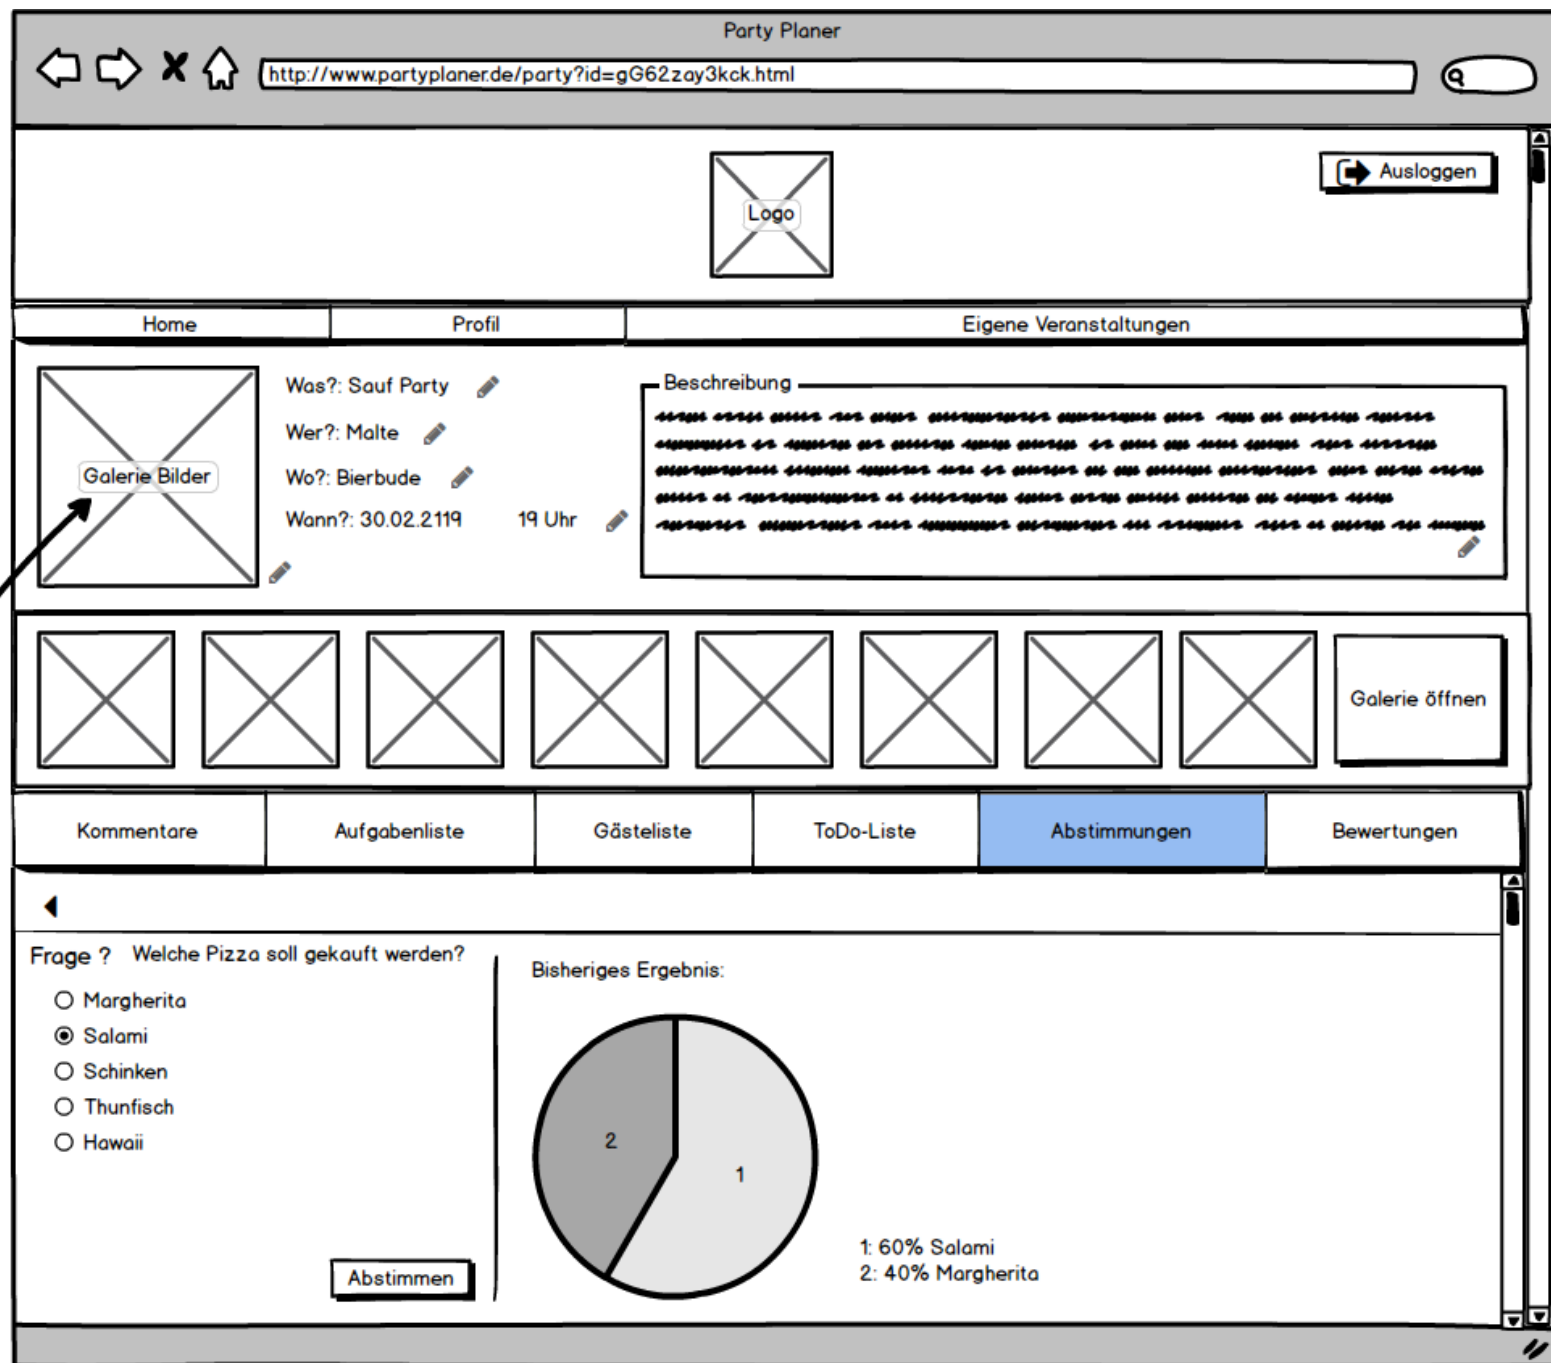 Party Planer
http://www.partyplaner.de/party?id=gG62zay3kck.html
Ausloggen
Logo
Home
Profil
Eigene Veranstaltungen
Galerie Bilder
Was?: Sauf Party
Wer?: Malte
Wo?: Bierbude
Wann?: 30.02.2119 19 Uhr
Beschreibung
Galerie öffnen
Kommentare
Aufgabenliste
Gästeliste
ToDo-Liste
Abstimmungen
Bewertungen
Frage ? Welche Pizza soll gekauft werden?
Margherita
Salami
Schinken
Thunfisch
Hawaii
Abstimmen
Bisheriges Ergebnis:
2
1
1: 60% Salami
2: 40% Margherita